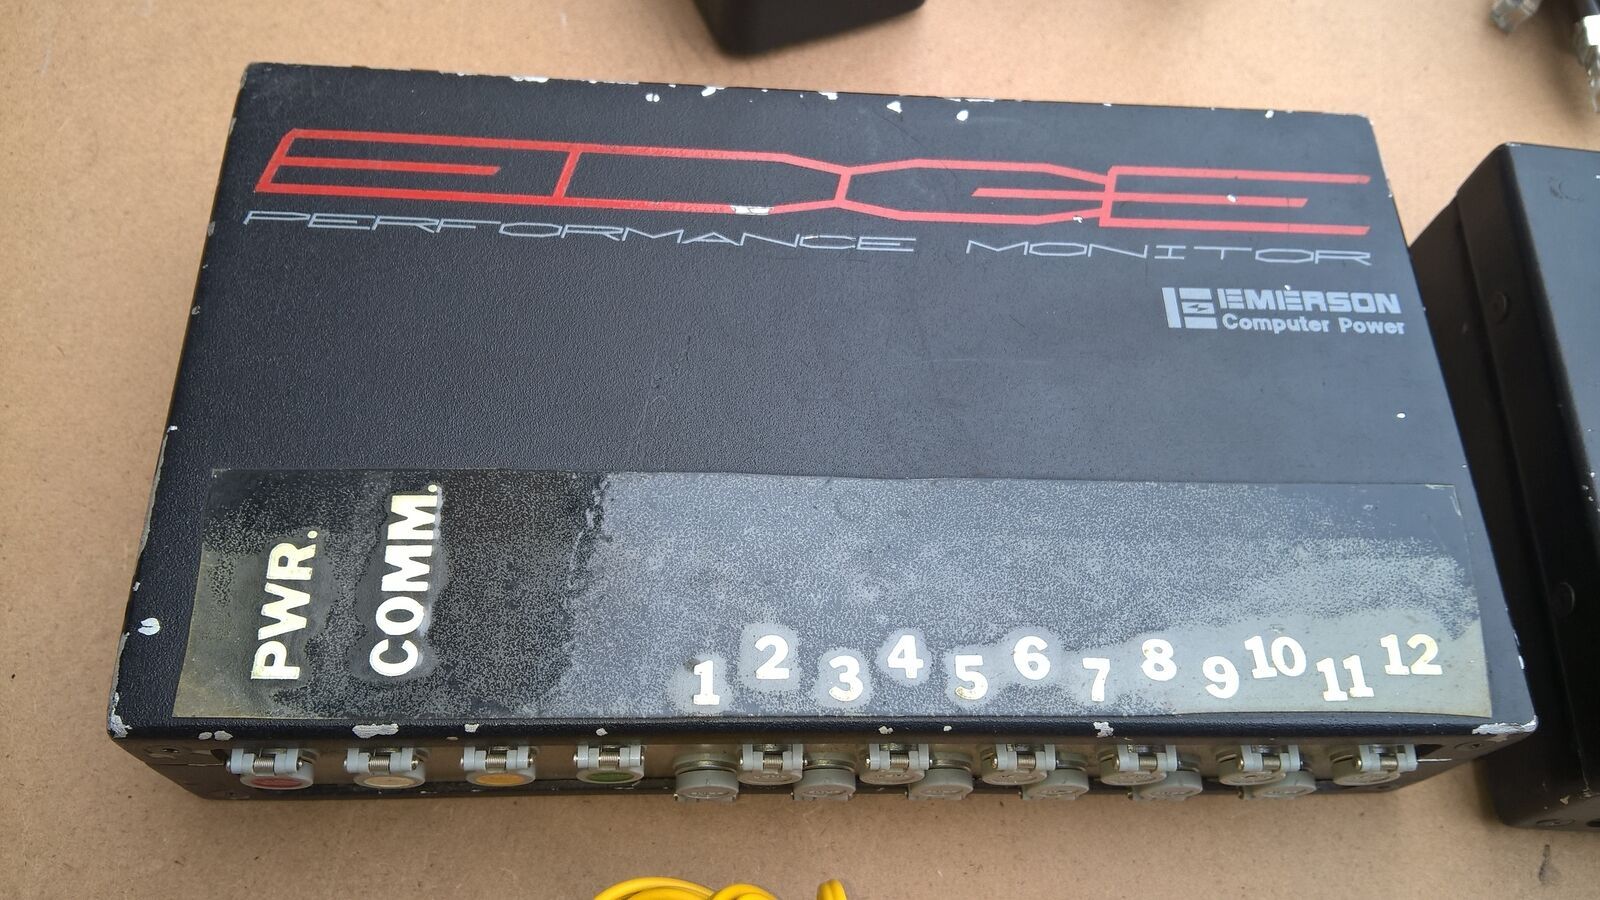 EDGE
PERFORMANCE MONITOR
EMERSON
Computer Power
PWR.
COMM.
1 2 3 4 5 6 7 8 9 10 11 12